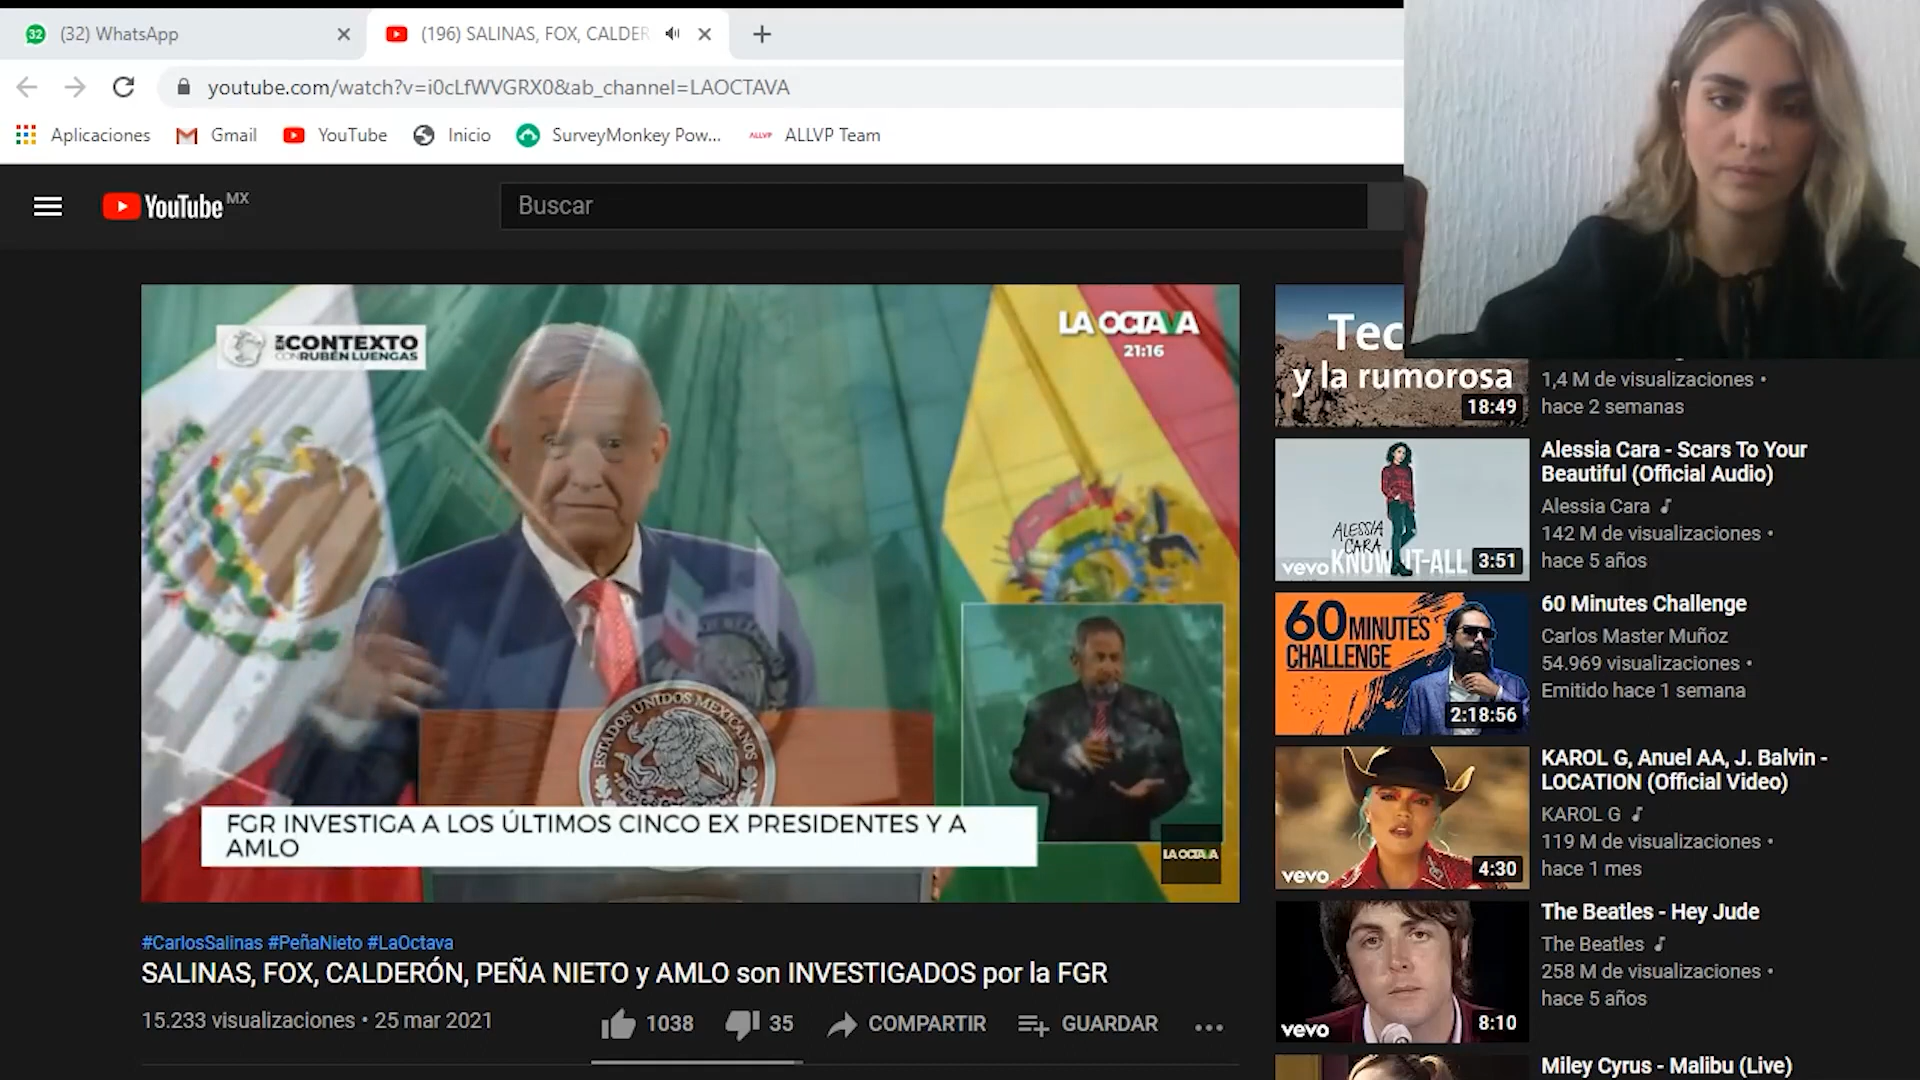 32
(32) WhatsApp
(196) SALINAS, FOX, CALDER
youtube.com/watch?v=i0cLfWVGRX0&ab_channel=LAOCTAVA
Aplicaciones
Gmail
YouTube
Inicio
SurveyMonkey Pow...
ALLVP
ALLVP Team
YouTube MX
Buscar
EN CONTEXTO
CON RUBÉN LUENGAS
LA OCTAVA
21:16
ESTADOS UNIDOS MEXICANOS
FGR INVESTIGA A LOS ÚLTIMOS CINCO EX PRESIDENTES Y A
AMLO
LA OCTAVA
#CarlosSalinas #PeñaNieto #LaOctava
SALINAS, FOX, CALDERÓN, PEÑA NIETO y AMLO son INVESTIGADOS por la FGR
15.233 visualizaciones • 25 mar 2021
1038
35
COMPARTIR
GUARDAR
Tec
y la rumorosa
18:49
1,4 M de visualizaciones •
hace 2 semanas
ALESSIA
CARA
KNOW-IT-ALL
vevo
3:51
Alessia Cara - Scars To Your
Beautiful (Official Audio)
Alessia Cara
142 M de visualizaciones •
hace 5 años
60 MINUTES
CHALLENGE
2:18:56
60 Minutes Challenge
Carlos Master Muñoz
54.969 visualizaciones •
Emitido hace 1 semana
vevo
4:30
KAROL G, Anuel AA, J. Balvin -
LOCATION (Official Video)
KAROL G
119 M de visualizaciones •
hace 1 mes
vevo
8:10
The Beatles - Hey Jude
The Beatles
258 M de visualizaciones •
hace 5 años
Miley Cyrus - Malibu (Live)